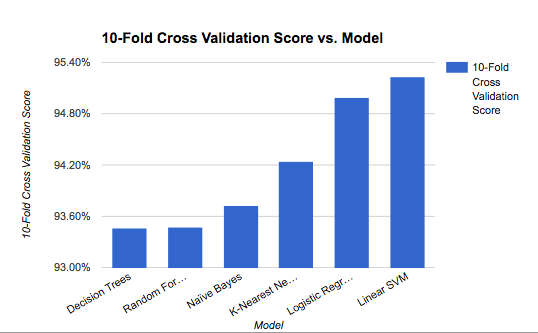 10-Fold Cross Validation Score vs. Model
95.40%
94.80%
94.20%
93.60%
93.00%
10-Fold Cross Validation Score
Decision Trees
Random For…
Naïve Bayes
K-Nearest Ne…
Logistic Regr…
Linear SVM
Model
10-Fold
Cross
Validation
Score